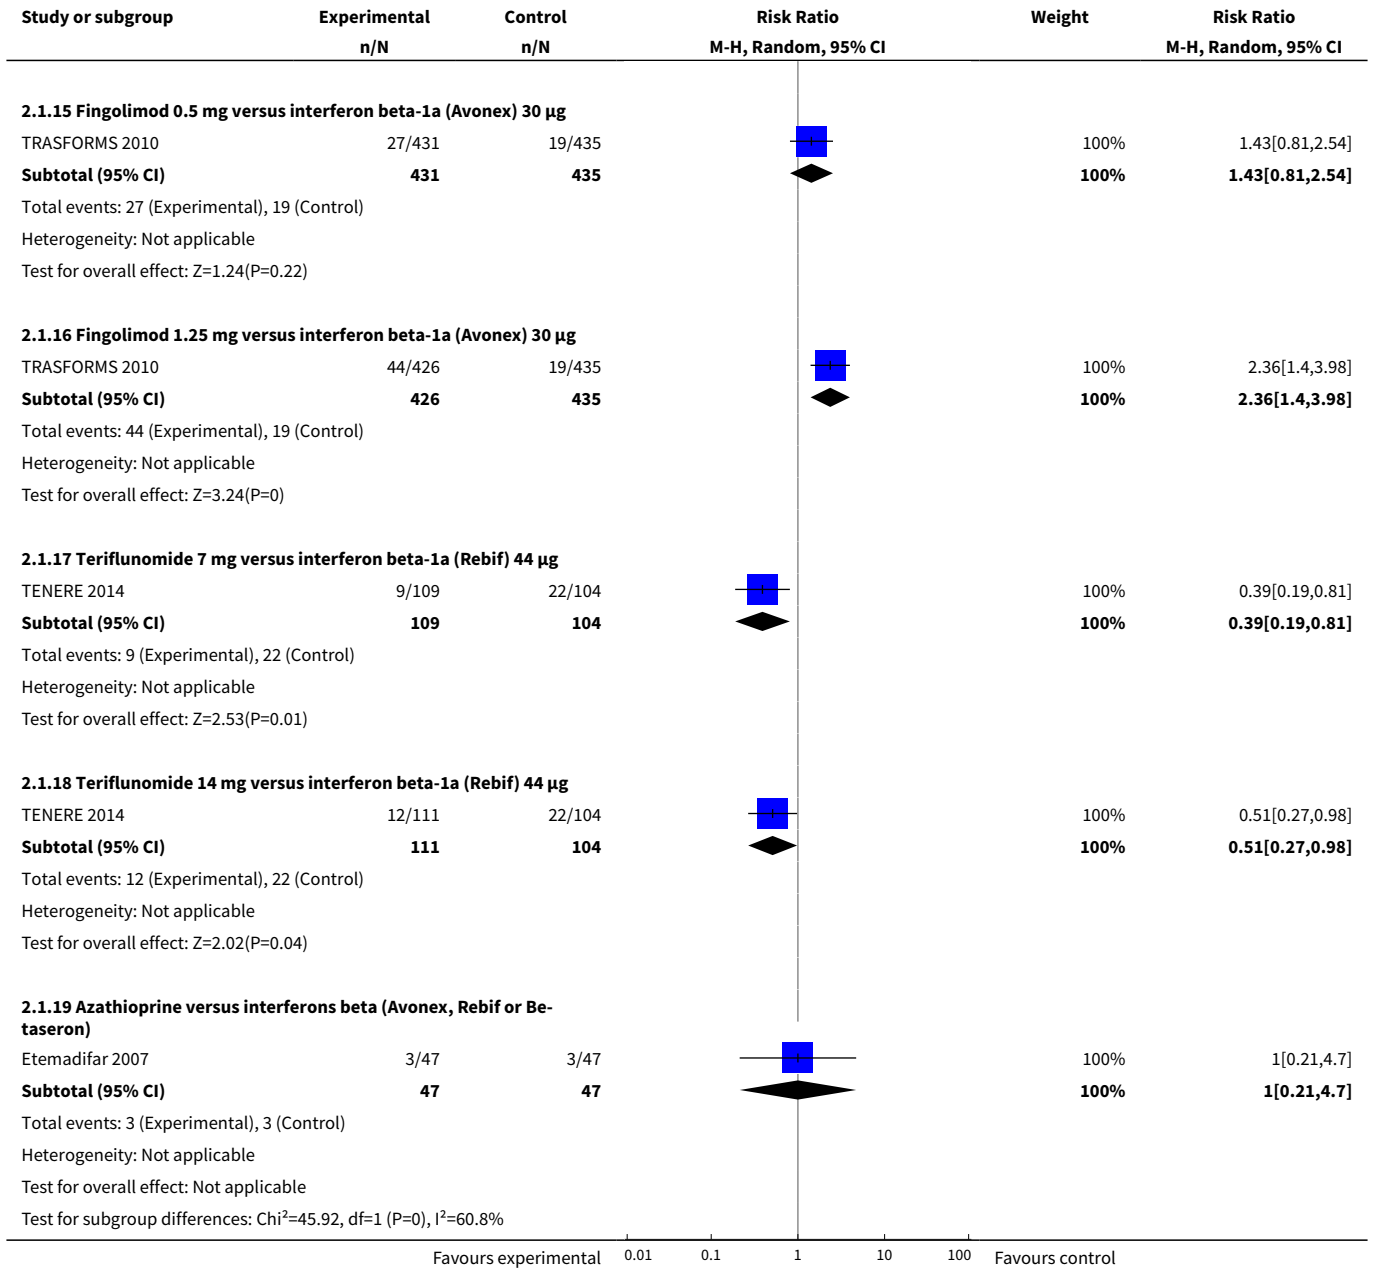 Study or subgroup Experimental Control Risk Ratio Weight Risk Ratio
n/N n/N M-H, Random, 95% CI M-H, Random, 95% CI
2.1.15 Fingolimod 0.5 mg versus interferon beta-1a (Avonex) 30 µg
TRASFORMS 2010 27/431 19/435 100% 1.43[0.81,2.54]
Subtotal (95% CI) 431 435 100% 1.43[0.81,2.54]
Total events: 27 (Experimental), 19 (Control)
Heterogeneity: Not applicable
Test for overall effect: Z=1.24(P=0.22)
2.1.16 Fingolimod 1.25 mg versus interferon beta-1a (Avonex) 30 µg
TRASFORMS 2010 44/426 19/435 100% 2.36[1.4,3.98]
Subtotal (95% CI) 426 435 100% 2.36[1.4,3.98]
Total events: 44 (Experimental), 19 (Control)
Heterogeneity: Not applicable
Test for overall effect: Z=3.24(P=0)
2.1.17 Teriflunomide 7 mg versus interferon beta-1a (Rebif) 44 µg
TENERE 2014 9/109 22/104 100% 0.39[0.19,0.81]
Subtotal (95% CI) 109 104 100% 0.39[0.19,0.81]
Total events: 9 (Experimental), 22 (Control)
Heterogeneity: Not applicable
Test for overall effect: Z=2.53(P=0.01)
2.1.18 Teriflunomide 14 mg versus interferon beta-1a (Rebif) 44 µg
TENERE 2014 12/111 22/104 100% 0.51[0.27,0.98]
Subtotal (95% CI) 111 104 100% 0.51[0.27,0.98]
Total events: 12 (Experimental), 22 (Control)
Heterogeneity: Not applicable
Test for overall effect: Z=2.02(P=0.04)
2.1.19 Azathioprine versus interferons beta (Avonex, Rebif or Be-
taseron)
Etemadifar 2007 3/47 3/47 100% 1[0.21,4.7]
Subtotal (95% CI) 47 47 100% 1[0.21,4.7]
Total events: 3 (Experimental), 3 (Control)
Heterogeneity: Not applicable
Test for overall effect: Not applicable
Test for subgroup differences: Chi²=45.92, df=1 (P=0), I²=60.8%
Favours experimental 0.01 0.1 1 10 100 Favours control